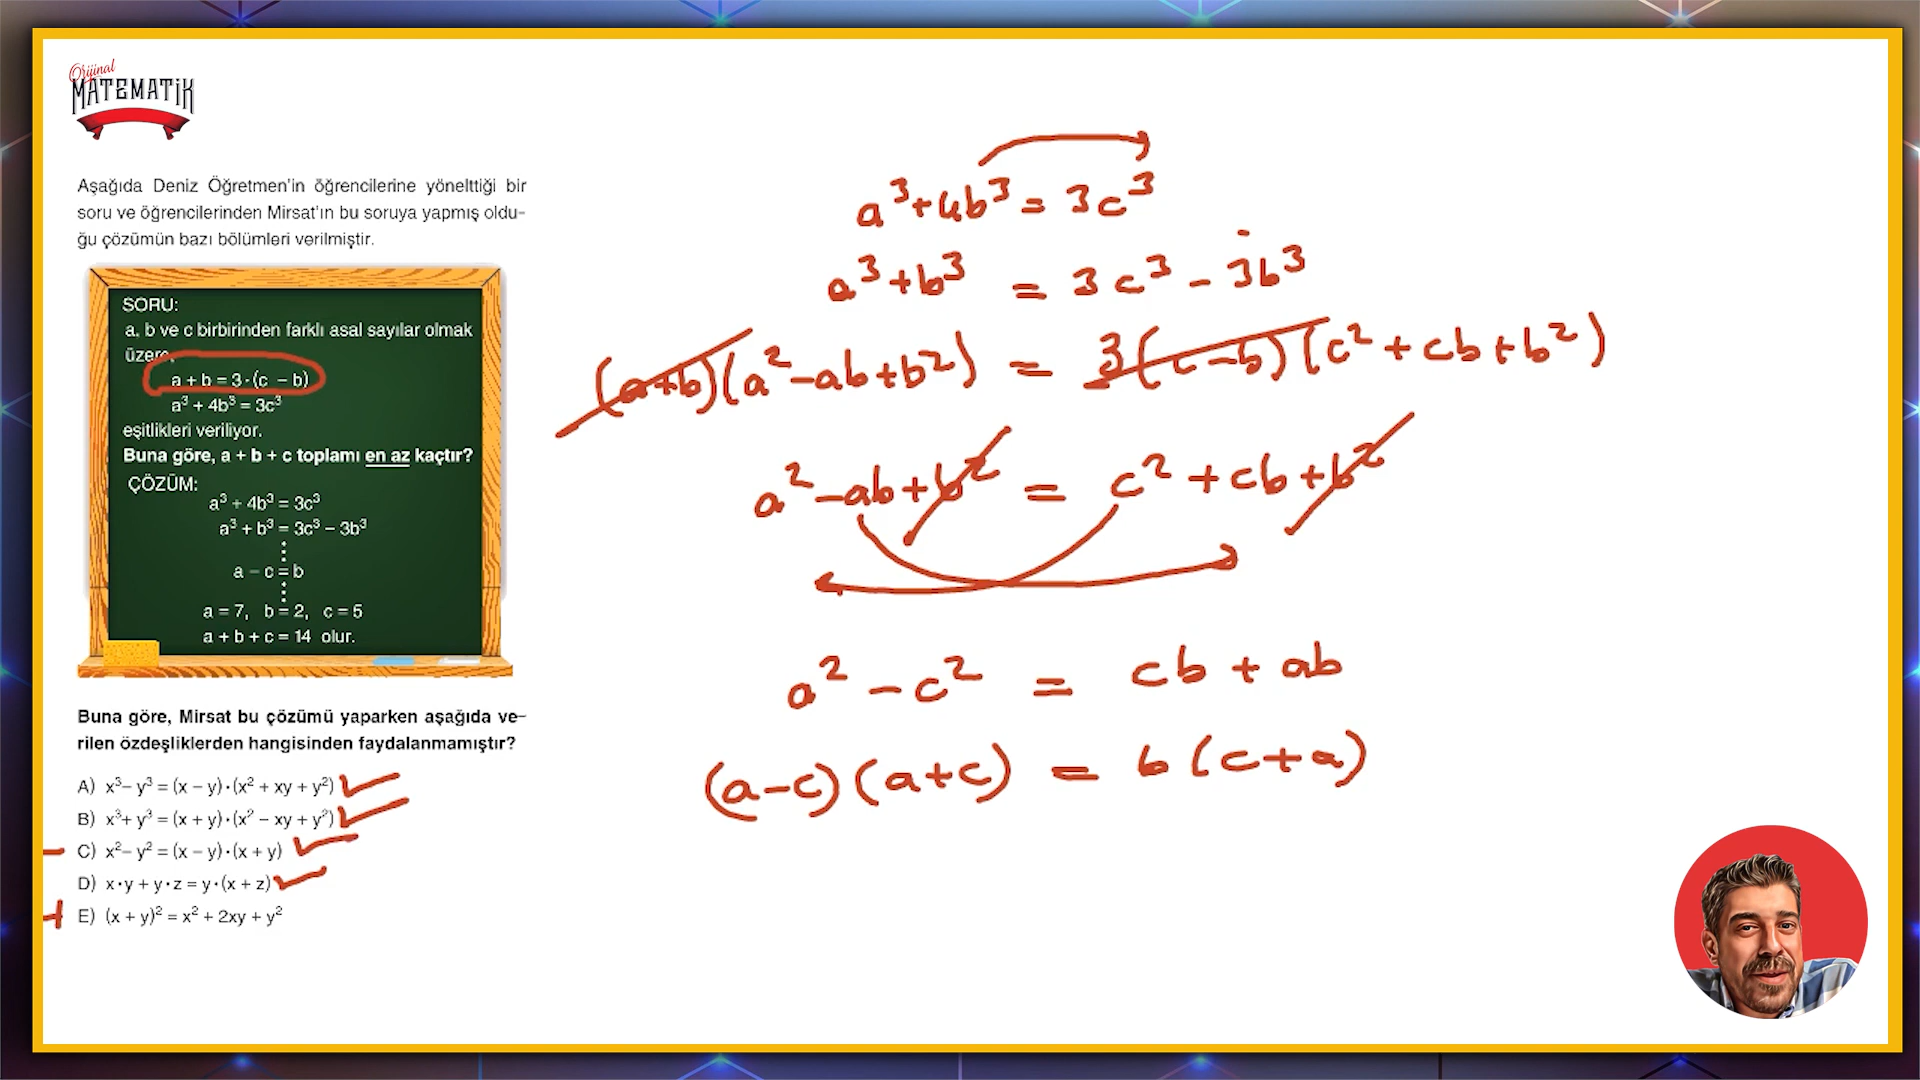 Orijinal
MATEMATİK
Aşağıda Deniz Öğretmen'in öğrencilerine yönelttiği bir
soru ve öğrencilerinden Mirsat'ın bu soruya yapmış oldu-
ğu çözümün bazı bölümleri verilmiştir.
SORU:
a, b ve c birbirinden farklı asal sayılar olmak
üzere,
a + b = 3·(c − b)
a³ + 4b³ = 3c³
eşitlikleri veriliyor.
Buna göre, a + b + c toplamı en az kaçtır?
ÇÖZÜM:
a³ + 4b³ = 3c³
a³ + b³ = 3c³ − 3b³
a − c = b
a = 7, b = 2, c = 5
a + b + c = 14 olur.
Buna göre, Mirsat bu çözümü yaparken aşağıda ve-
rilen özdeşliklerden hangisinden faydalanmamıştır?
A) x³− y³ = (x − y)·(x² + xy + y²)
B) x³+ y³ = (x + y)·(x² − xy + y²)
C) x²− y² = (x − y)·(x + y)
D) x·y + y·z = y·(x + z)
E) (x + y)² = x² + 2xy + y²
a³+4b³ = 3c³
a³+b³ = 3c³ − 3b³
(a+b)(a²−ab+b²) = 3(c−b)(c²+cb+b²)
a²−ab+b² = c²+cb+b²
a²−c² = cb+ab
(a−c)(a+c) = b(c+a)